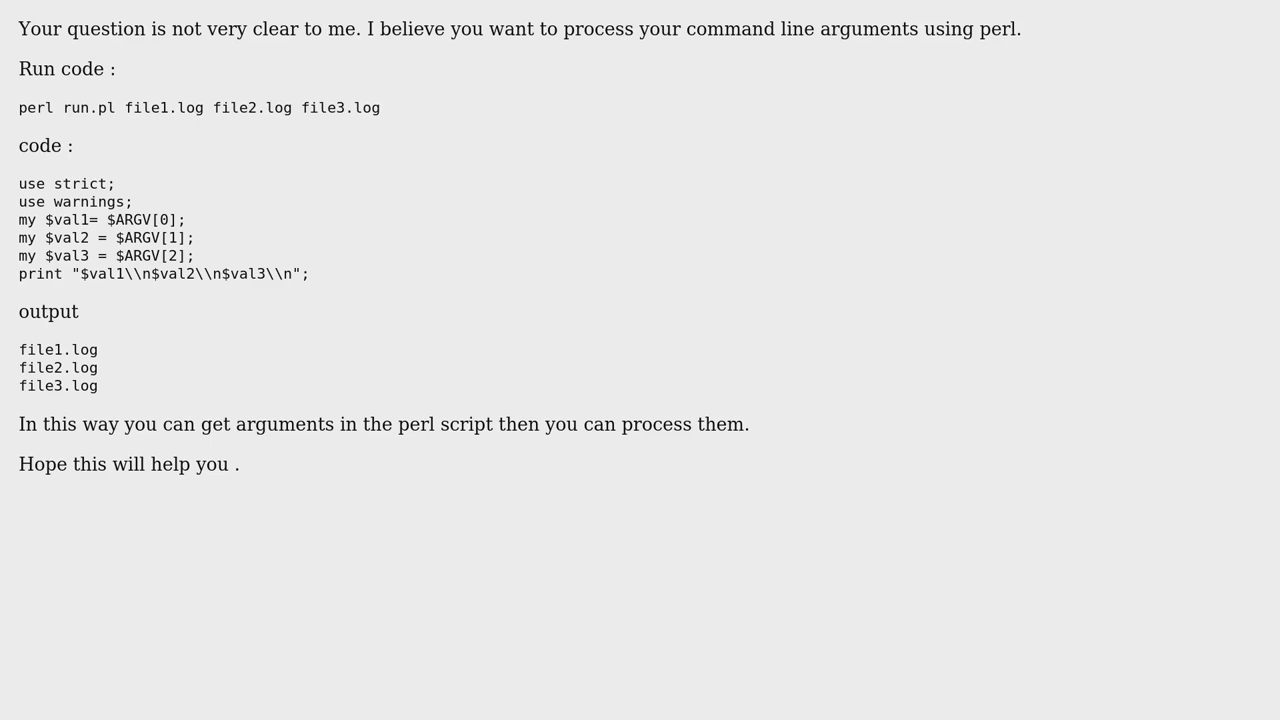 Your question is not very clear to me. I believe you want to process your command line arguments using perl.
Run code :
perl run.pl file1.log file2.log file3.log
code :
use strict;
use warnings;
my $val1= $ARGV[0];
my $val2 = $ARGV[1];
my $val3 = $ARGV[2];
print "$val1\\n$val2\\n$val3\\n";
output
file1.log
file2.log
file3.log
In this way you can get arguments in the perl script then you can process them.
Hope this will help you .